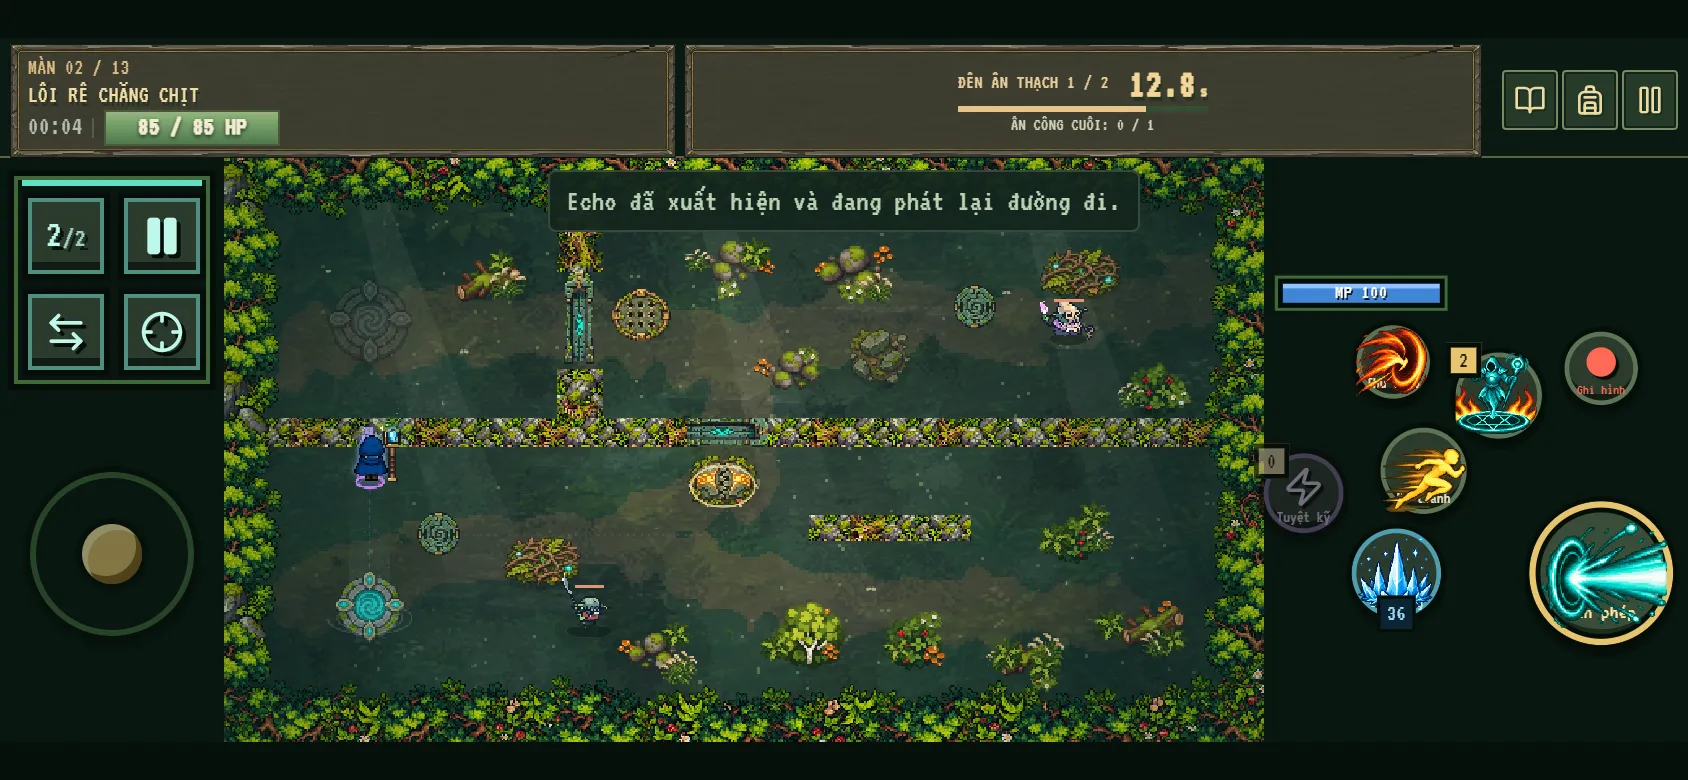 MÀN 02 / 13
LỐI RỄ CHẰNG CHỊT
00:04
85 / 85 HP
ĐẾN ẤN THẠCH 1 / 2
12.8s
ẤN CỔNG CUỐI: 0 / 1
2/2
Echo đã xuất hiện và đang phát lại đường đi.
MP 100
2
Ghi hình
0
Tuyệt kỹ
36